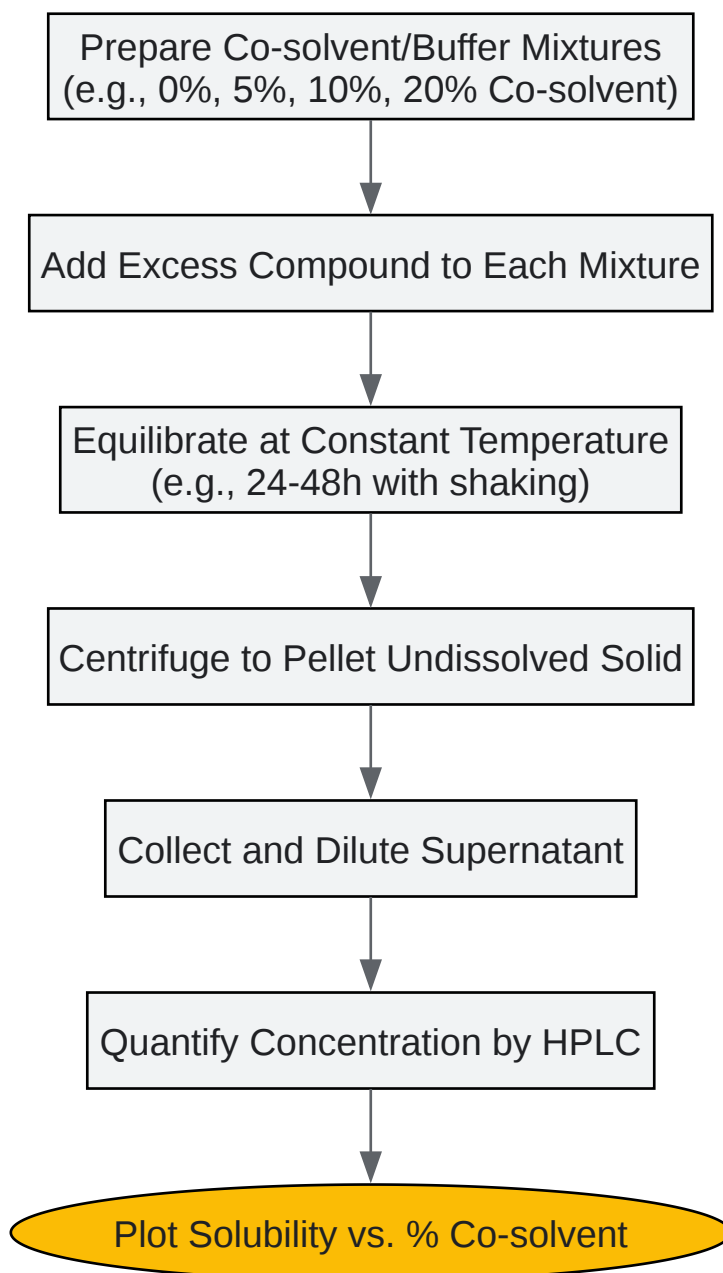 Prepare Co-solvent/Buffer Mixtures
(e.g., 0%, 5%, 10%, 20% Co-solvent)
Add Excess Compound to Each Mixture
Equilibrate at Constant Temperature
(e.g., 24-48h with shaking)
Centrifuge to Pellet Undissolved Solid
Collect and Dilute Supernatant
Quantify Concentration by HPLC
Plot Solubility vs. % Co-solvent